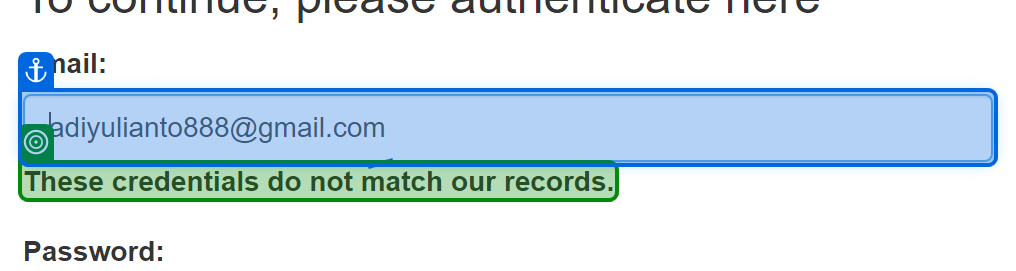 To continue, please authenticate here
mail:
adiyulianto888@gmail.com
These credentials do not match our records.
Password: